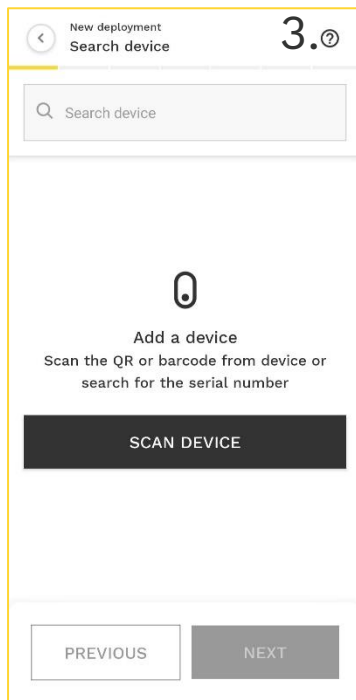 New deployment
Search device
3.
Search device
Add a device
Scan the QR or barcode from device or
search for the serial number
SCAN DEVICE
PREVIOUS
NEXT